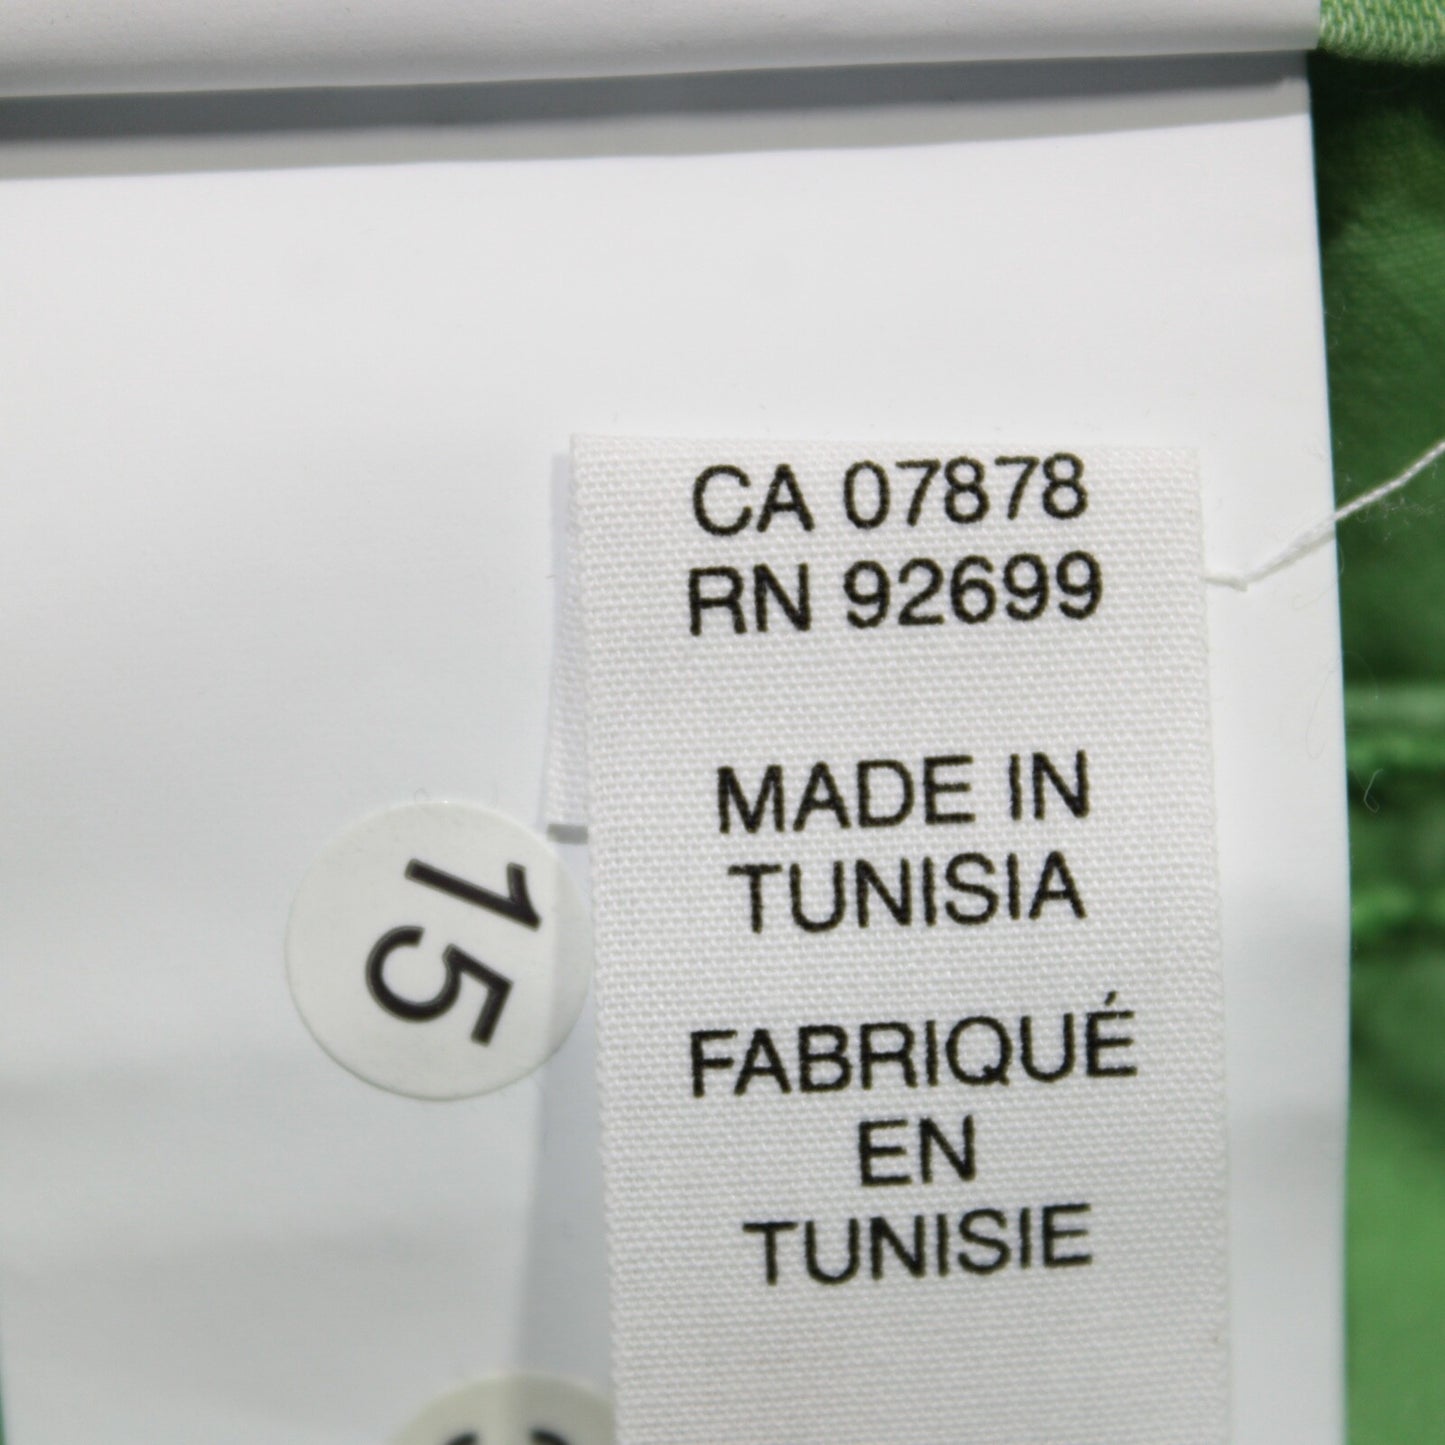 CA 07878
RN 92699
MADE IN
TUNISIA
FABRIQUÉ
EN
TUNISIE
15